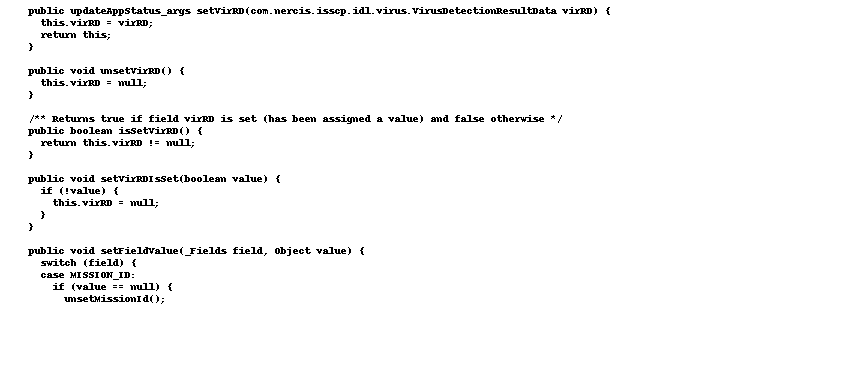 public updateAppStatus_args setVirRD(com.nercis.isscp.idl.virus.VirusDetectionResultData virRD) {
this.virRD = virRD;
return this;
}
public void unsetVirRD() {
this.virRD = null;
}
/** Returns true if field virRD is set (has been assigned a value) and false otherwise */
public boolean isSetVirRD() {
return this.virRD != null;
}
public void setVirRDIsSet(boolean value) {
if (!value) {
this.virRD = null;
}
}
public void setFieldValue(_Fields field, Object value) {
switch (field) {
case MISSION_ID:
if (value == null) {
unsetMissionId();